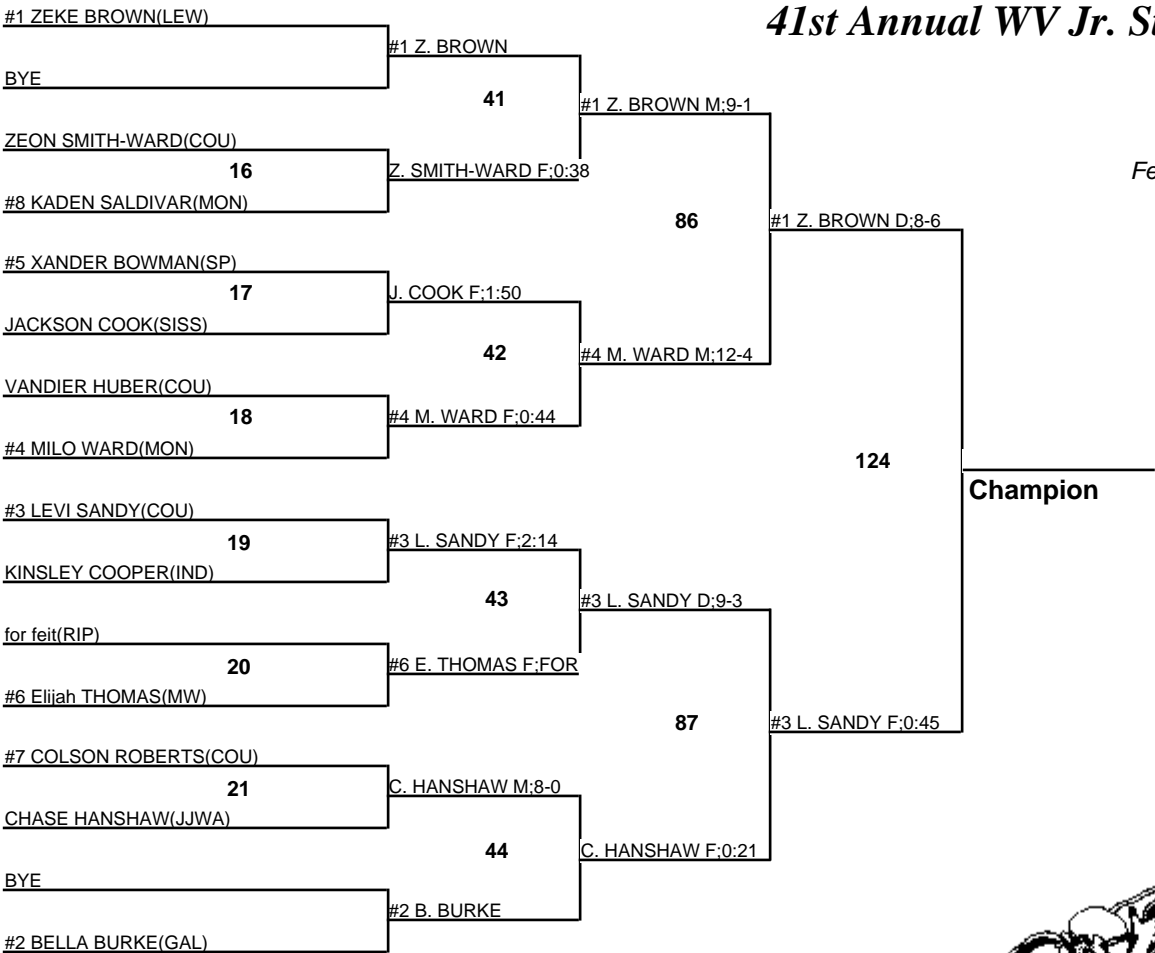 #1 ZEKE BROWN(LEW)
41st Annual WV Jr. St
#1 Z. BROWN
BYE
41
#1 Z. BROWN M;9-1
ZEON SMITH-WARD(COU)
16
Z. SMITH-WARD F;0:38
Fe
#8 KADEN SALDIVAR(MON)
86
#1 Z. BROWN D;8-6
#5 XANDER BOWMAN(SP)
17
J. COOK F;1:50
JACKSON COOK(SISS)
42
#4 M. WARD M;12-4
VANDIER HUBER(COU)
18
#4 M. WARD F;0:44
#4 MILO WARD(MON)
124
Champion
#3 LEVI SANDY(COU)
19
#3 L. SANDY F;2:14
KINSLEY COOPER(IND)
43
#3 L. SANDY D;9-3
for feit(RIP)
20
#6 E. THOMAS F;FOR
#6 Elijah THOMAS(MW)
87
#3 L. SANDY F;0:45
#7 COLSON ROBERTS(COU)
21
C. HANSHAW M;8-0
CHASE HANSHAW(JJWA)
44
C. HANSHAW F;0:21
BYE
#2 B. BURKE
#2 BELLA BURKE(GAL)